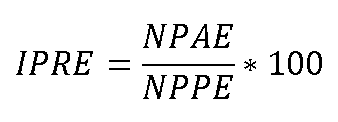 IPRE = NPAE / NPPE * 100